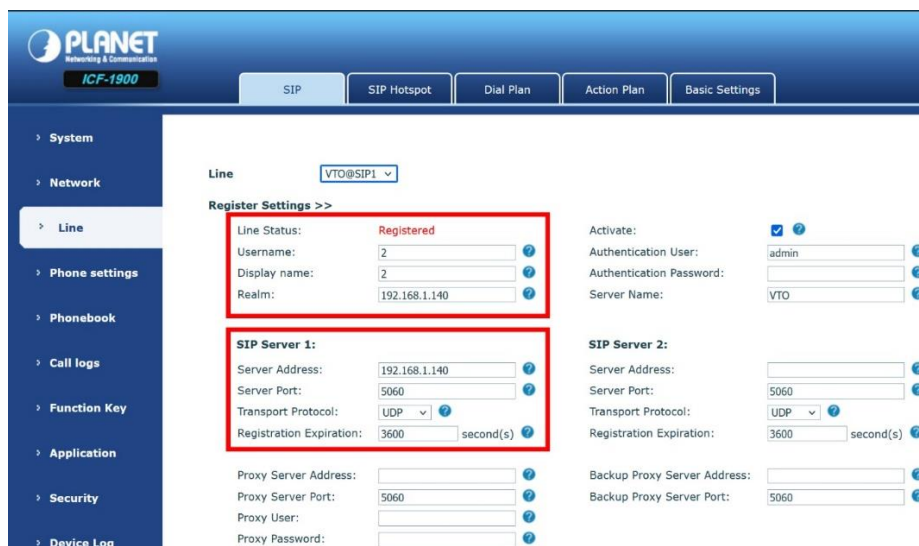 PLANET
Networking & Communication
ICF-1900
SIP
SIP Hotspot
Dial Plan
Action Plan
Basic Settings
System
Network
Line
Phone settings
Phonebook
Call logs
Function Key
Application
Security
Device Log
Line VTO@SIP1
Register Settings >>
Line Status: Registered Activate:
Username: 2 Authentication User: admin
Display name: 2 Authentication Password:
Realm: 192.168.1.140 Server Name: VTO
SIP Server 1: SIP Server 2:
Server Address: 192.168.1.140 Server Address:
Server Port: 5060 Server Port: 5060
Transport Protocol: UDP Transport Protocol: UDP
Registration Expiration: 3600 second(s) Registration Expiration: 3600 second(s)
Proxy Server Address: Backup Proxy Server Address:
Proxy Server Port: 5060 Backup Proxy Server Port: 5060
Proxy User:
Proxy Password: